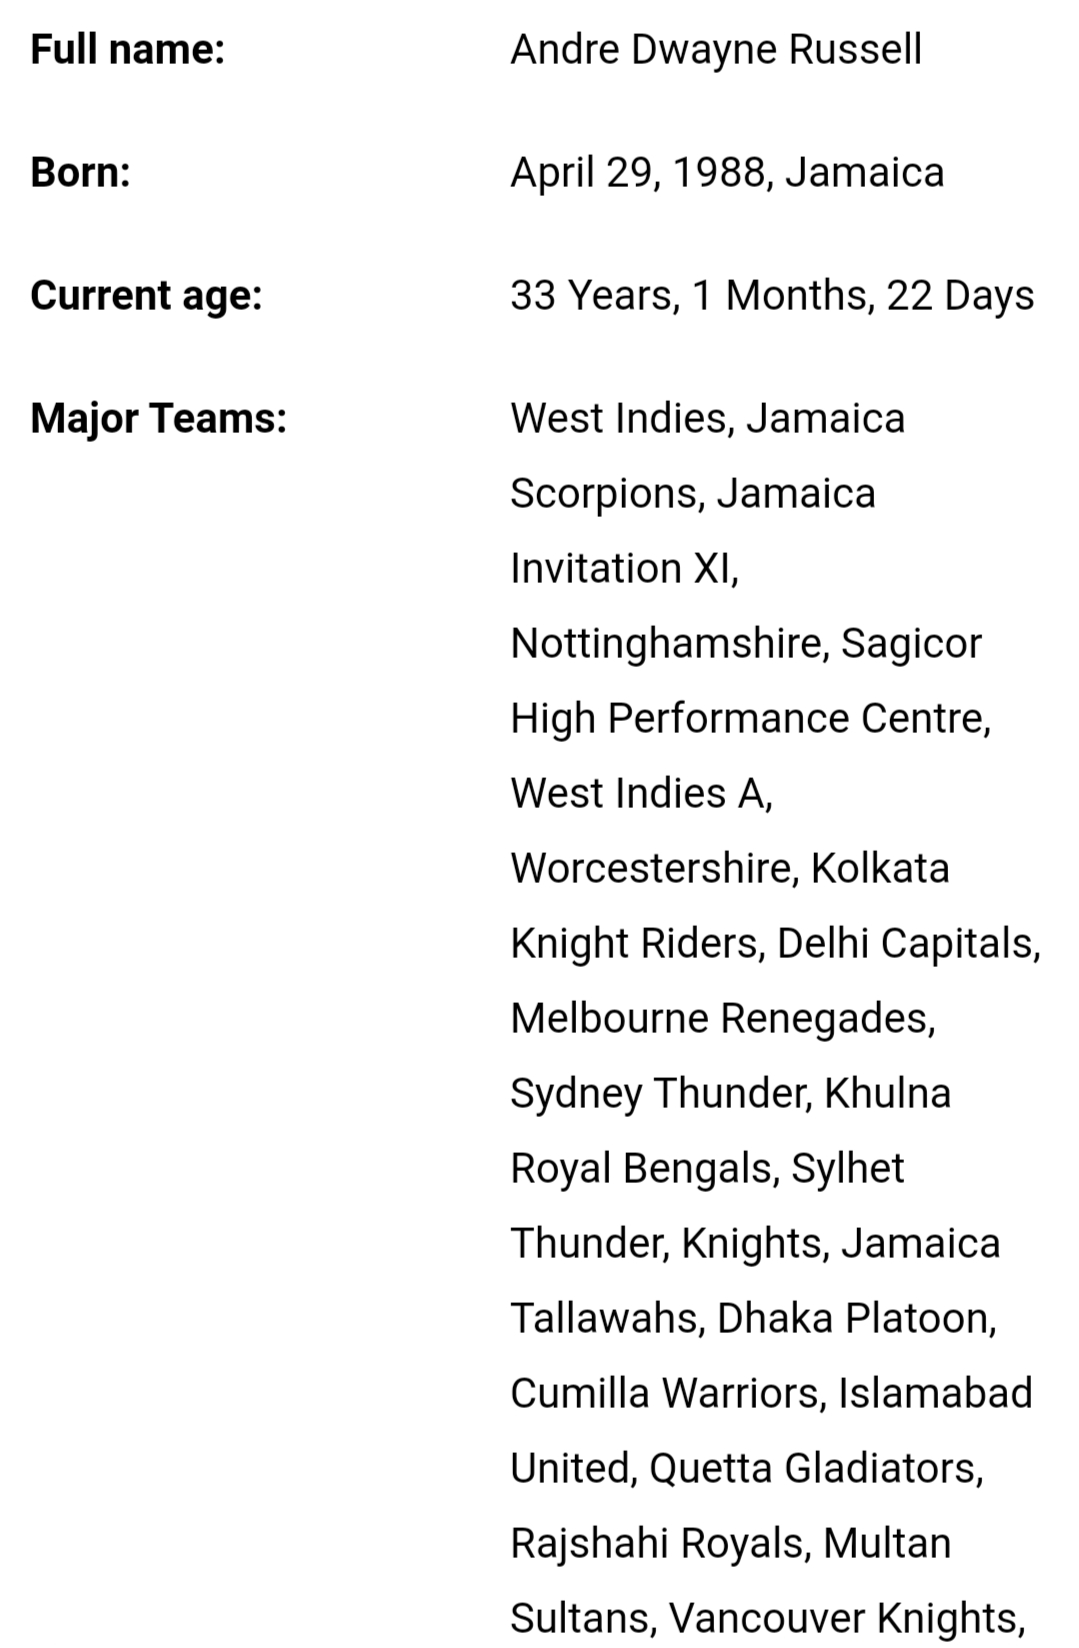 Full name: Andre Dwayne Russell
Born: April 29, 1988, Jamaica
Current age: 33 Years, 1 Months, 22 Days
Major Teams: West Indies, Jamaica
Scorpions, Jamaica
Invitation XI,
Nottinghamshire, Sagicor
High Performance Centre,
West Indies A,
Worcestershire, Kolkata
Knight Riders, Delhi Capitals,
Melbourne Renegades,
Sydney Thunder, Khulna
Royal Bengals, Sylhet
Thunder, Knights, Jamaica
Tallawahs, Dhaka Platoon,
Cumilla Warriors, Islamabad
United, Quetta Gladiators,
Rajshahi Royals, Multan
Sultans, Vancouver Knights,